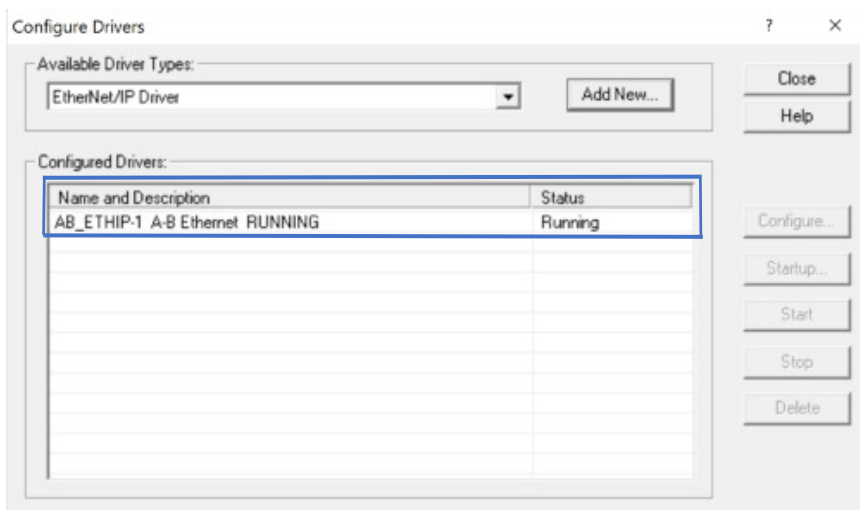 Configure Drivers ? ×
Available Driver Types:
EtherNet/IP Driver
Add New...
Close
Help
Configured Drivers:
Name and Description Status
AB_ETHIP-1 A-B Ethernet RUNNING Running
Configure...
Startup...
Start
Stop
Delete